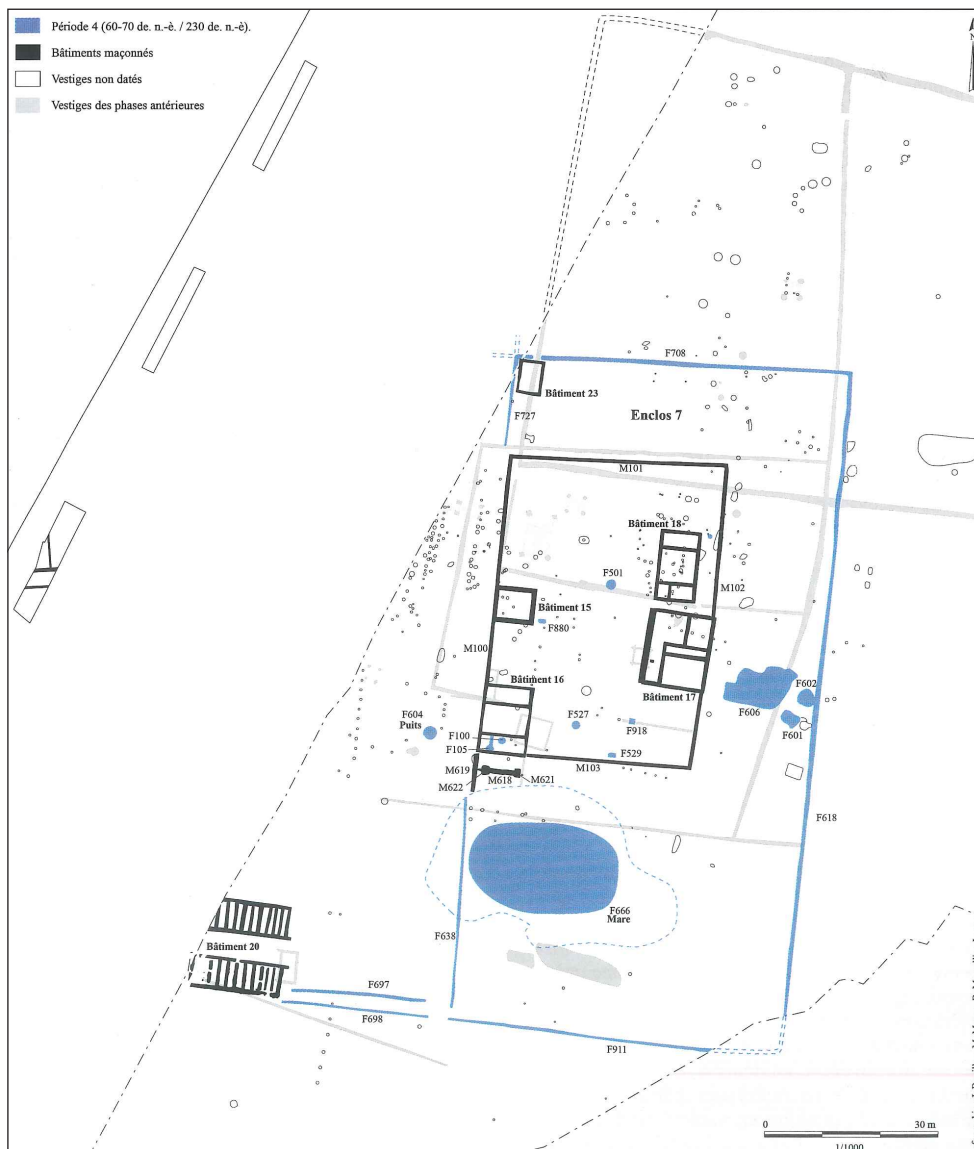 Période 4 (60-70 de. n.-è. / 230 de. n.-è).
Bâtiments maçonnés
Vestiges non datés
Vestiges des phases antérieures
N
F708
Bâtiment 23
F727
Enclos 7
M101
Bâtiment 18
F501
M102
Bâtiment 15
F880
M100
Bâtiment 16
Bâtiment 17
F602
F606
F601
F604
Puits
F527
F918
F100
F105
F529
M103
M619
M618
M621
M622
F618
F666
Mare
F638
Bâtiment 20
F697
F698
F911
0 30 m
1/1000